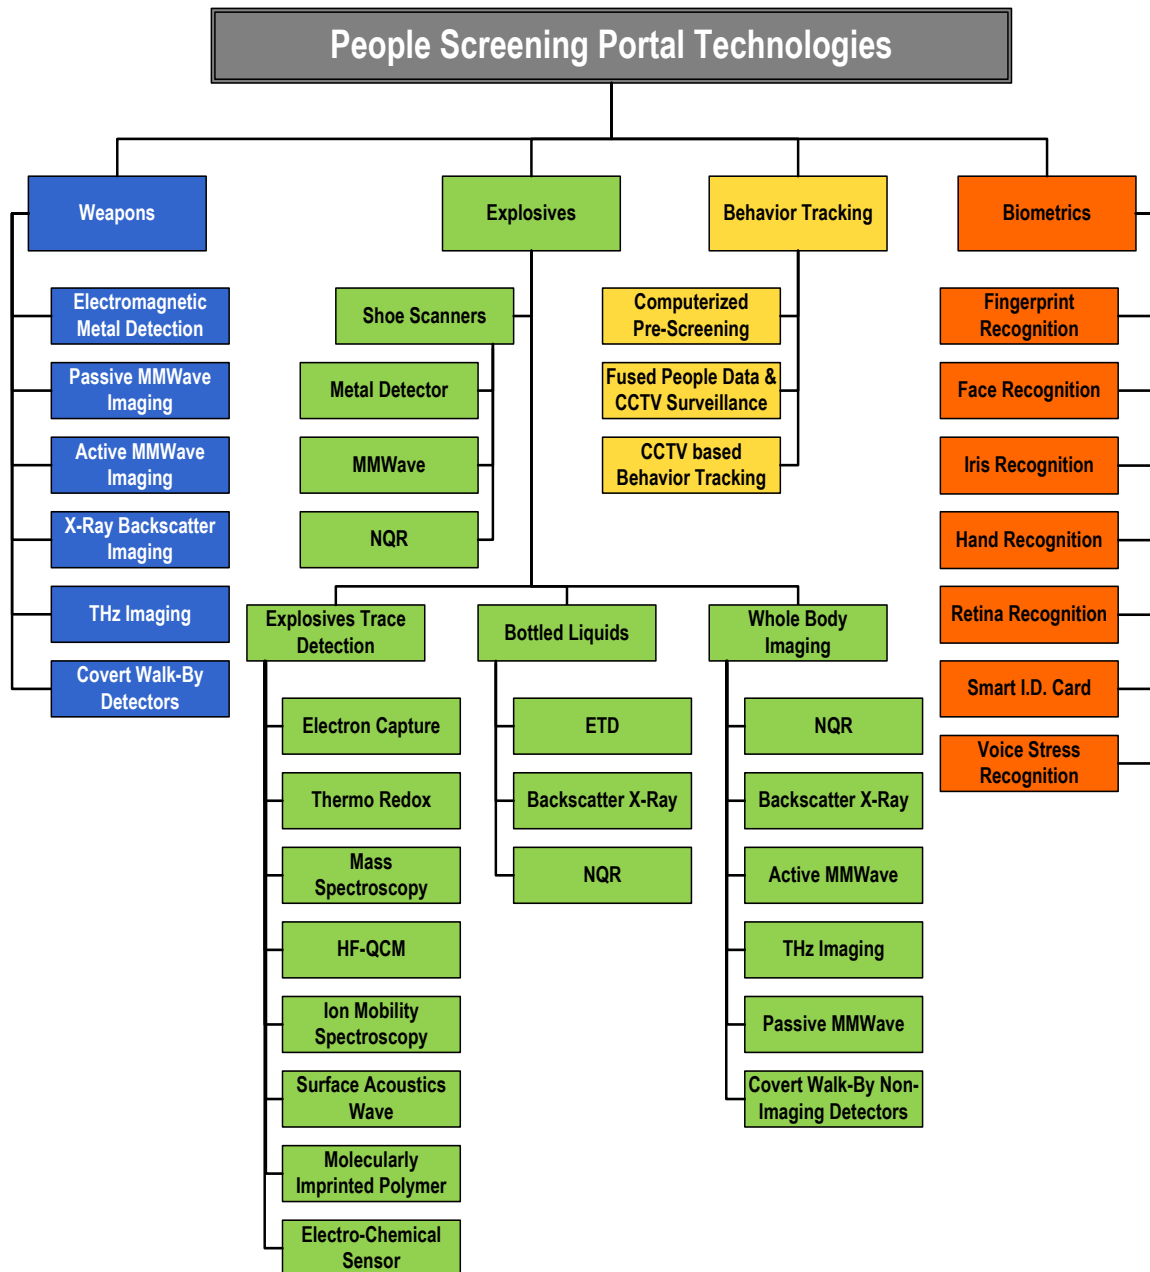 People Screening Portal Technologies
Weapons
Explosives
Behavior Tracking
Biometrics
Electromagnetic
Metal Detection
Passive MMWave
Imaging
Active MMWave
Imaging
X-Ray Backscatter
Imaging
THz Imaging
Covert Walk-By
Detectors
Shoe Scanners
Metal Detector
MMWave
NQR
Explosives Trace
Detection
Electron Capture
Thermo Redox
Mass
Spectroscopy
HF-QCM
Ion Mobility
Spectroscopy
Surface Acoustics
Wave
Molecularly
Imprinted Polymer
Electro-Chemical
Sensor
Bottled Liquids
ETD
Backscatter X-Ray
NQR
Whole Body
Imaging
NQR
Backscatter X-Ray
Active MMWave
THz Imaging
Passive MMWave
Covert Walk-By Non-
Imaging Detectors
Computerized
Pre-Screening
Fused People Data &
CCTV Surveillance
CCTV based
Behavior Tracking
Fingerprint
Recognition
Face Recognition
Iris Recognition
Hand Recognition
Retina Recognition
Smart I.D. Card
Voice Stress
Recognition